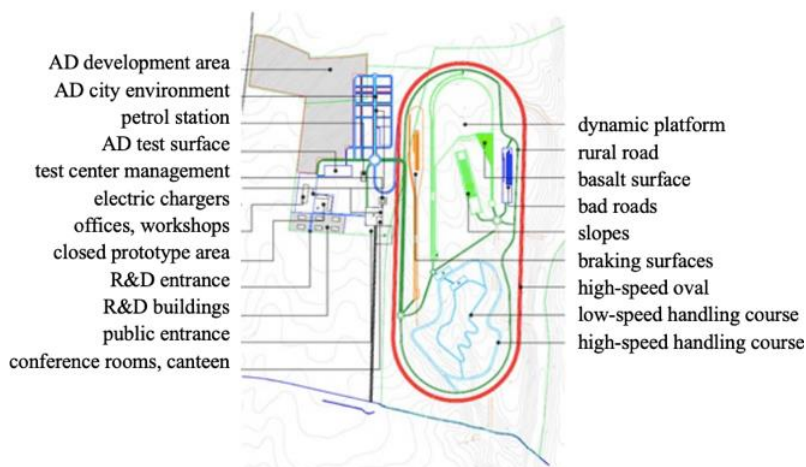 AD development area
AD city environment
petrol station
AD test surface
test center management
electric chargers
offices, workshops
closed prototype area
R&D entrance
R&D buildings
public entrance
conference rooms, canteen
dynamic platform
rural road
basalt surface
bad roads
slopes
braking surfaces
high-speed oval
low-speed handling course
high-speed handling course